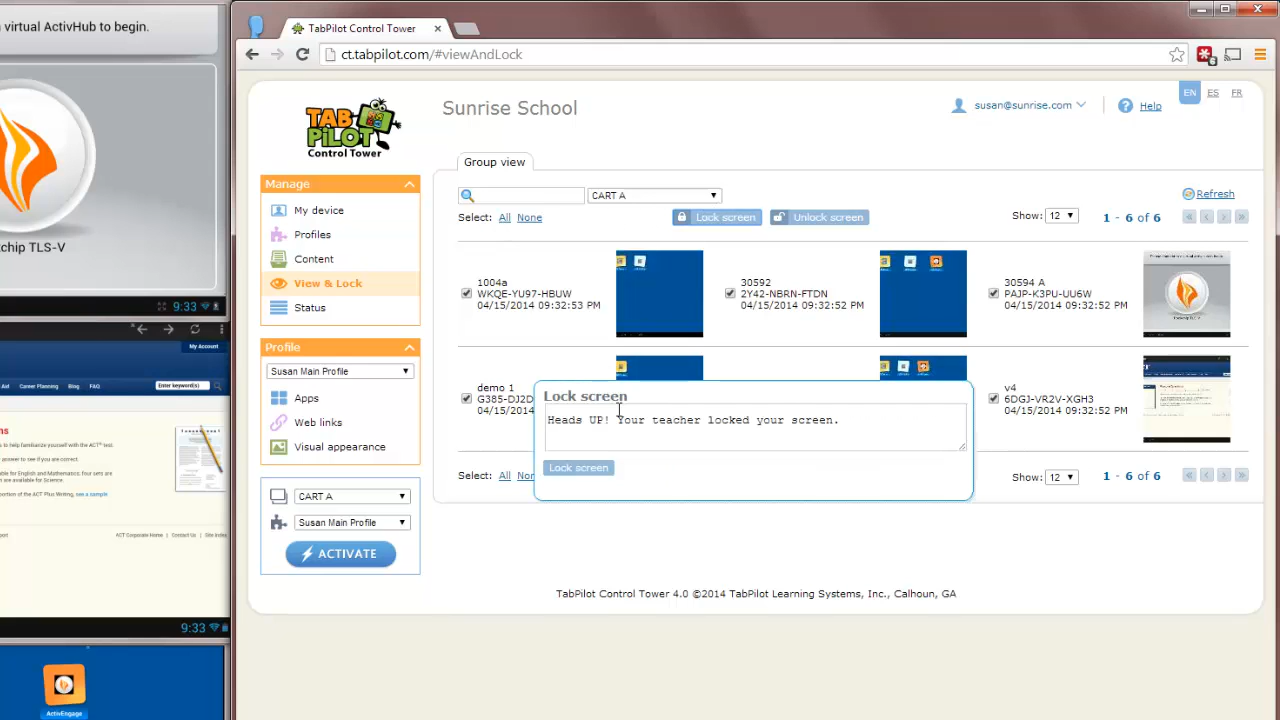 virtual ActivHub to begin.
TLS-V
9:33
My Account
Career Planning
Blog
FAQ
Enter keyword(s)
to help familiarize yourself with the ACT® test.
answer to see if you are correct.
able for English and Mathematics, four sets are
are available for Science.
portion of the ACT Plus Writing, see a sample.
ACT Corporate Home | Contact Us | Site Index
9:33
ActivEngage
TabPilot Control Tower
ct.tabpilot.com/#viewAndLock
TAB PILOT
Control Tower
Sunrise School
susan@sunrise.com
Help
EN
ES
FR
Manage
My device
Profiles
Content
View & Lock
Status
Profile
Susan Main Profile
Apps
Web links
Visual appearance
CART A
Susan Main Profile
ACTIVATE
Group view
CART A
Refresh
Select: All None
Lock screen
Unlock screen
Show: 12
1 - 6 of 6
1004a
WKQE-YU97-HBUW
04/15/2014 09:32:53 PM
30592
2Y42-NBRN-FTDN
04/15/2014 09:32:52 PM
30594 A
PAJP-K3PU-UU6W
04/15/2014 09:32:52 PM
demo 1
04/15/2014
v4
6DGJ-VR2V-XGH3
04/15/2014 09:32:52 PM
Lock screen
Heads UP! Your teacher locked your screen.
Lock screen
Select: All
Show: 12
1 - 6 of 6
TabPilot Control Tower 4.0 ©2014 TabPilot Learning Systems, Inc., Calhoun, GA